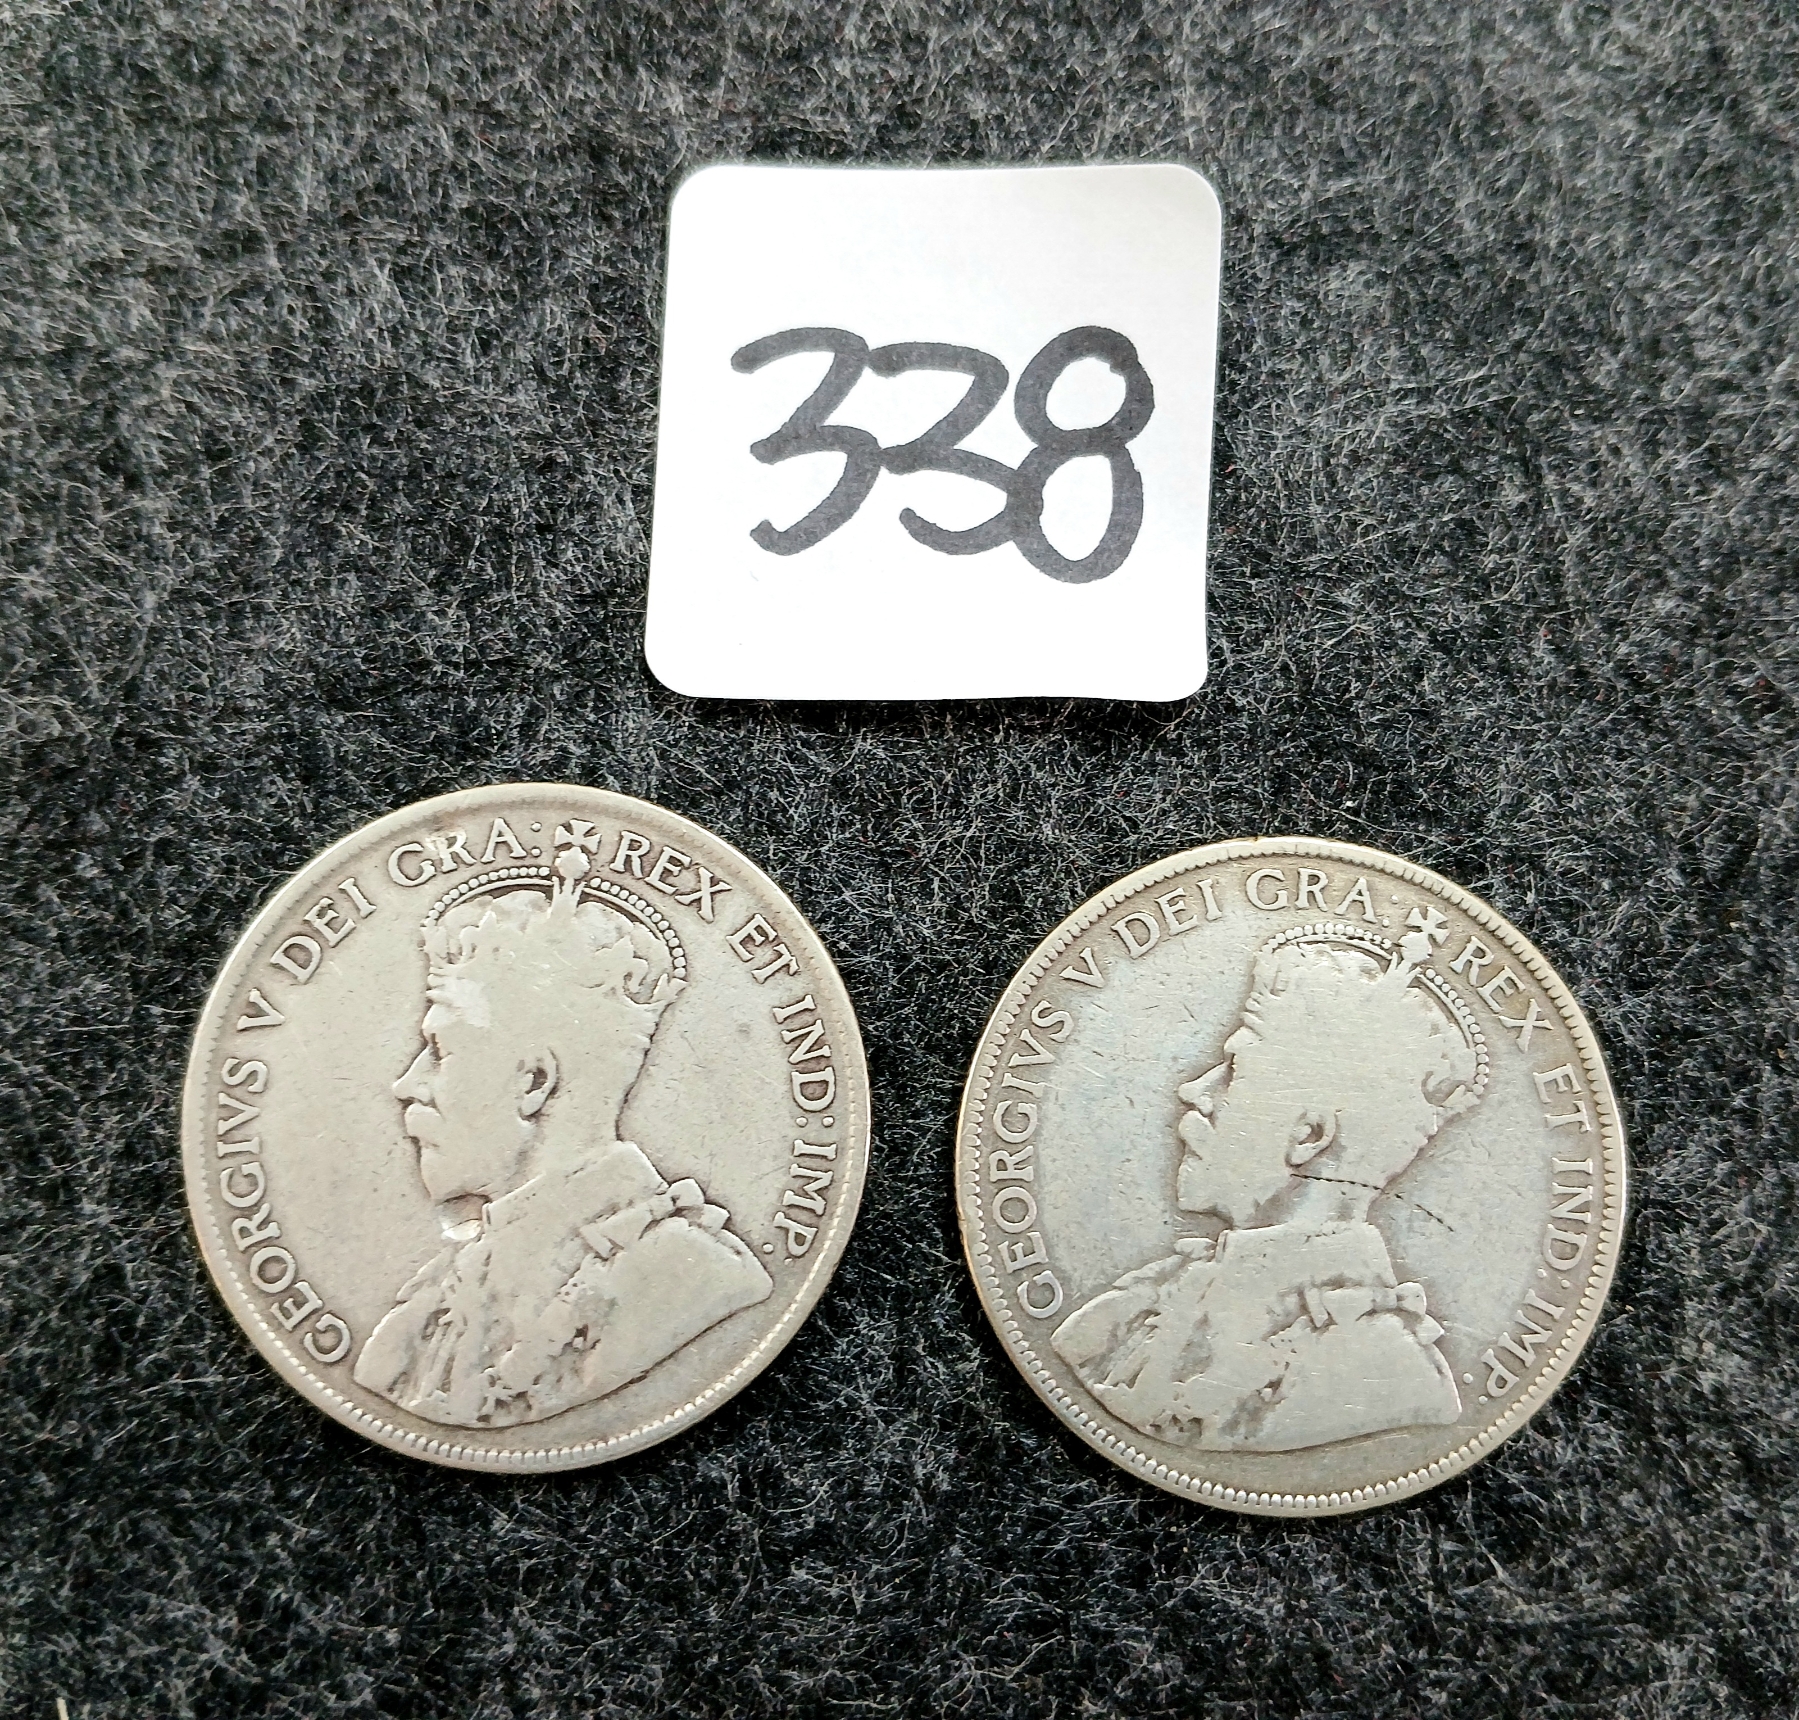 338
GEORGIVS V DEI GRA: REX ET IND: IMP.
GEORGIVS V DEI GRA: REX ET IND: IMP.